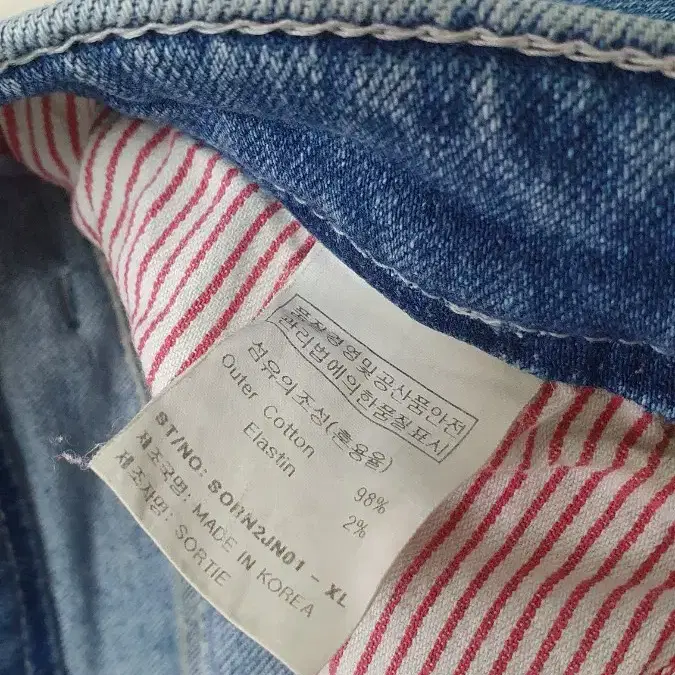 품질경영및공산품안전
관리법에의한품질표시
섬유의조성(혼용율)
Outer Cotton 98%
Elastin 2%
ST/NO: SORN2JN01 - XL
제조국명: MADE IN KOREA
제조자명: SORTIE